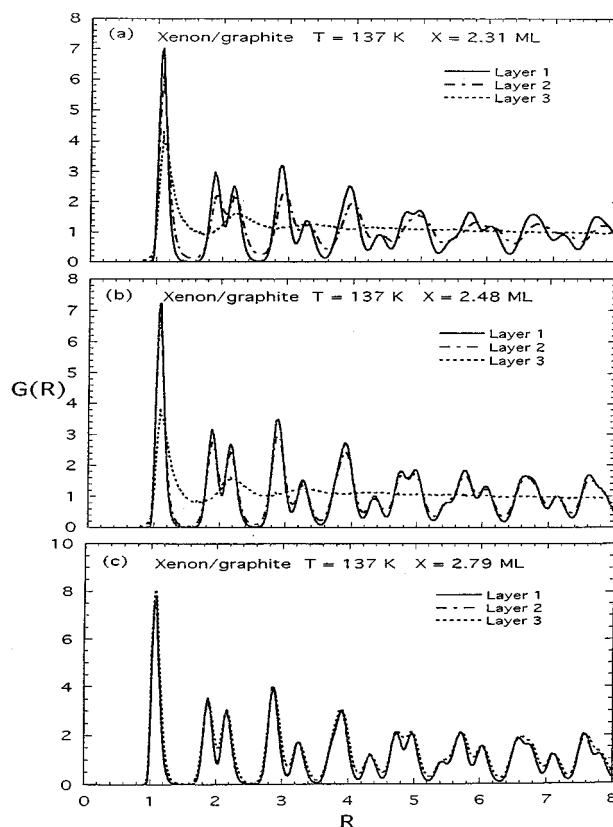 8
(a) Xenon/graphite T = 137 K X = 2.31 ML
7
Layer 1
6
Layer 2
5
Layer 3
4
3
2
1
0
8
(b) Xenon/graphite T = 137 K X = 2.48 ML
7
Layer 1
6
Layer 2
5
Layer 3
G(R)
4
3
2
1
0
10
(c) Xenon/graphite T = 137 K X = 2.79 ML
8
Layer 1
Layer 2
6
Layer 3
4
2
0
0 1 2 3 4 5 6 7 8
R